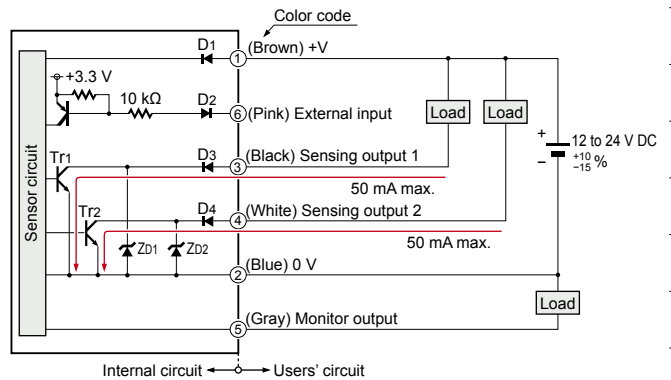 Color code
D1
1 (Brown) +V
+3.3 V
10 kΩ
D2
6 (Pink) External input
Load
Load
+
−
12 to 24 V DC
+10
−15 %
Sensor circuit
Tr1
D3
3 (Black) Sensing output 1
50 mA max.
Tr2
D4
4 (White) Sensing output 2
50 mA max.
ZD1
ZD2
2 (Blue) 0 V
Load
5 (Gray) Monitor output
Internal circuit
Users' circuit